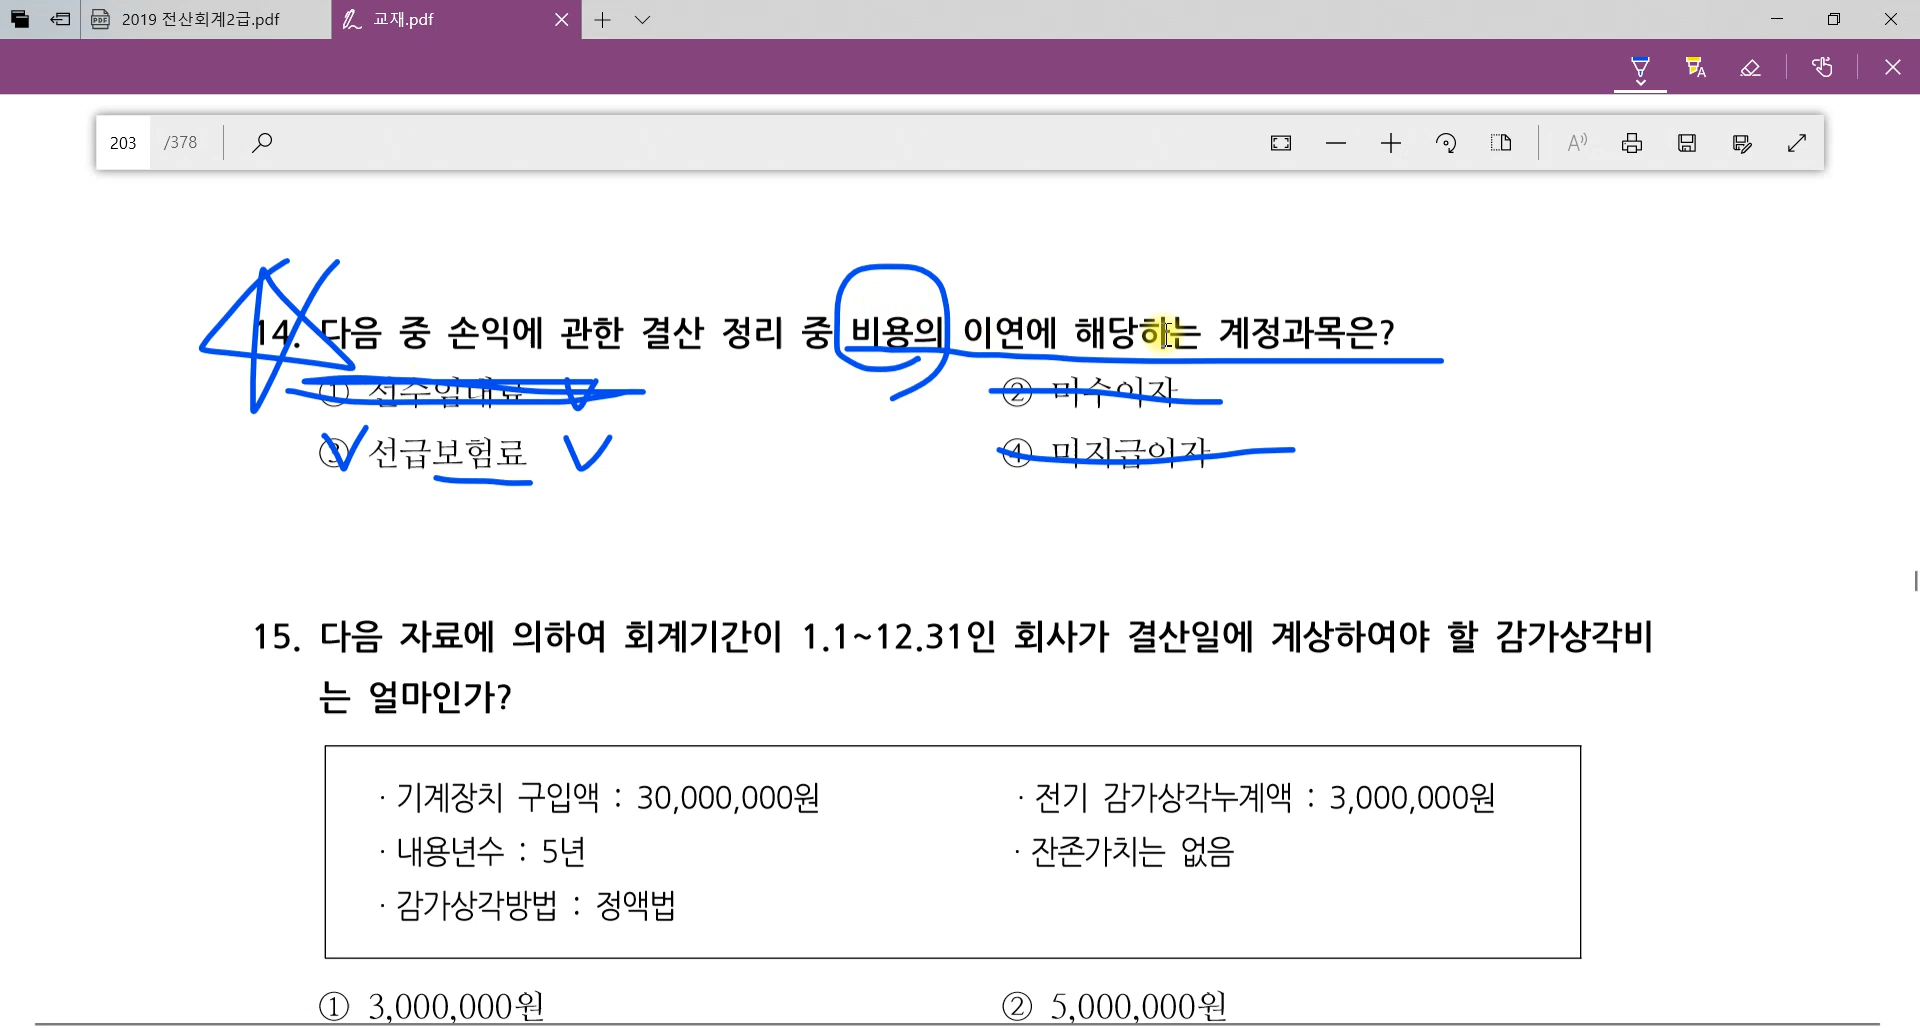 2019 전산회계2급.pdf
교재.pdf
203 /378
14. 다음 중 손익에 관한 결산 정리 중 비용의 이연에 해당하는 계정과목은?
① 선수임대료 ② 미수이자
③ 선급보험료 ④ 미지급이자
15. 다음 자료에 의하여 회계기간이 1.1~12.31인 회사가 결산일에 계상하여야 할 감가상각비
는 얼마인가?
· 기계장치 구입액 : 30,000,000원 · 전기 감가상각누계액 : 3,000,000원
· 내용년수 : 5년 · 잔존가치는 없음
· 감가상각방법 : 정액법
① 3,000,000원 ② 5,000,000원